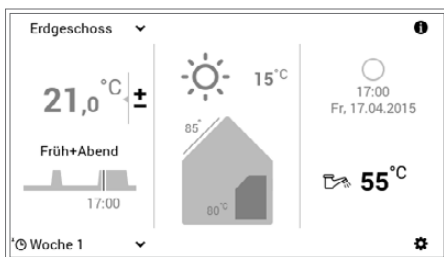 Erdgeschoss
21,0°C ±
Früh+Abend
17:00
Woche 1
15°C
85°
80°C
17:00
Fr, 17.04.2015
55°C